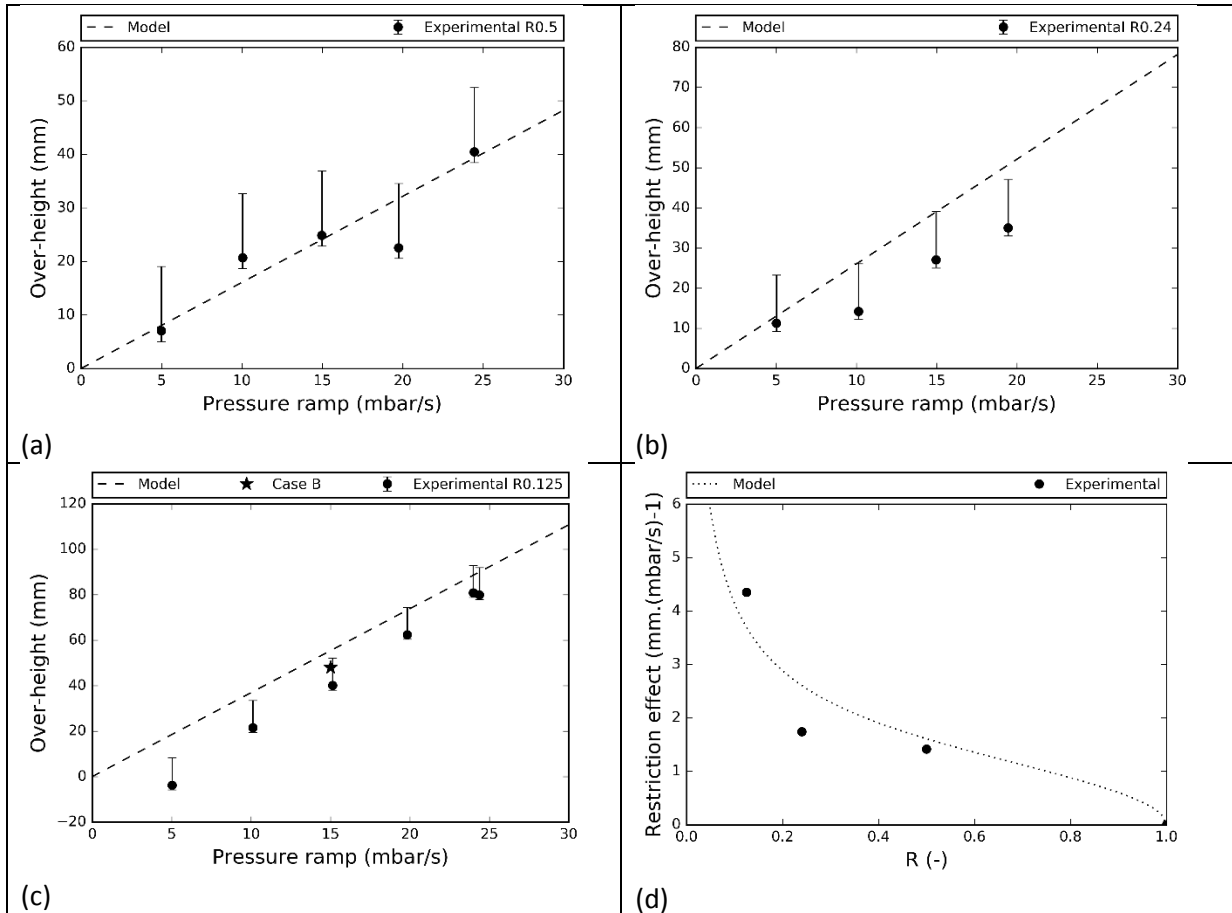 Model Experimental R0.5
Over-height (mm)
60
50
40
30
20
10
0
0 5 10 15 20 25 30
Pressure ramp (mbar/s)
(a)
Model Experimental R0.24
Over-height (mm)
80
70
60
50
40
30
20
10
0
0 5 10 15 20 25 30
Pressure ramp (mbar/s)
(b)
Model Case B Experimental R0.125
Over-height (mm)
120
100
80
60
40
20
0
−20
0 5 10 15 20 25 30
Pressure ramp (mbar/s)
(c)
Model Experimental
Restriction effect (mm.(mbar/s)-1)
6
5
4
3
2
1
0
0.0 0.2 0.4 0.6 0.8 1.0
R (-)
(d)